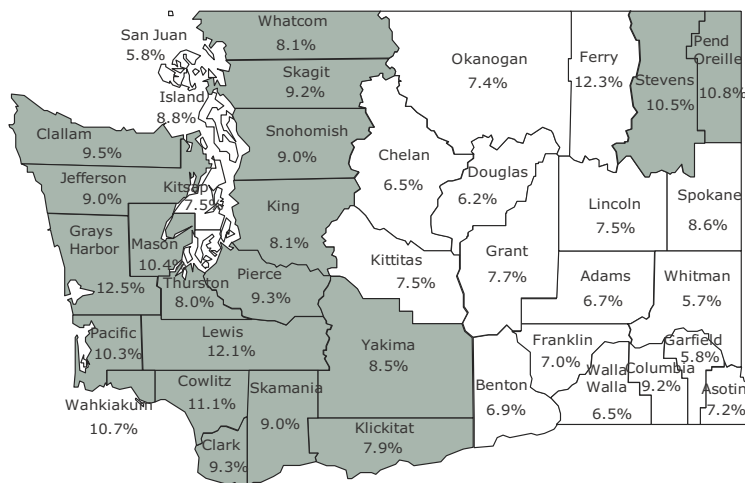 Whatcom
8.1%
San Juan
5.8%
Skagit
9.2%
Island
8.8%
Okanogan
7.4%
Ferry
12.3%
Stevens
10.5%
Pend
Oreille
10.8%
Clallam
9.5%
Snohomish
9.0%
Chelan
6.5%
Douglas
6.2%
Jefferson
9.0%
Kitsap
7.5%
King
8.1%
Lincoln
7.5%
Spokane
8.6%
Grays
Harbor
12.5%
Mason
10.4%
Kittitas
7.5%
Grant
7.7%
Thurston
8.0%
Pierce
9.3%
Adams
6.7%
Whitman
5.7%
Pacific
10.3%
Lewis
12.1%
Yakima
8.5%
Franklin
7.0%
Garfield
5.8%
Wahkiakum
10.7%
Cowlitz
11.1%
Skamania
9.0%
Benton
6.9%
Walla
Walla
6.5%
Columbia
9.2%
Asotin
7.2%
Clark
9.3%
Klickitat
7.9%